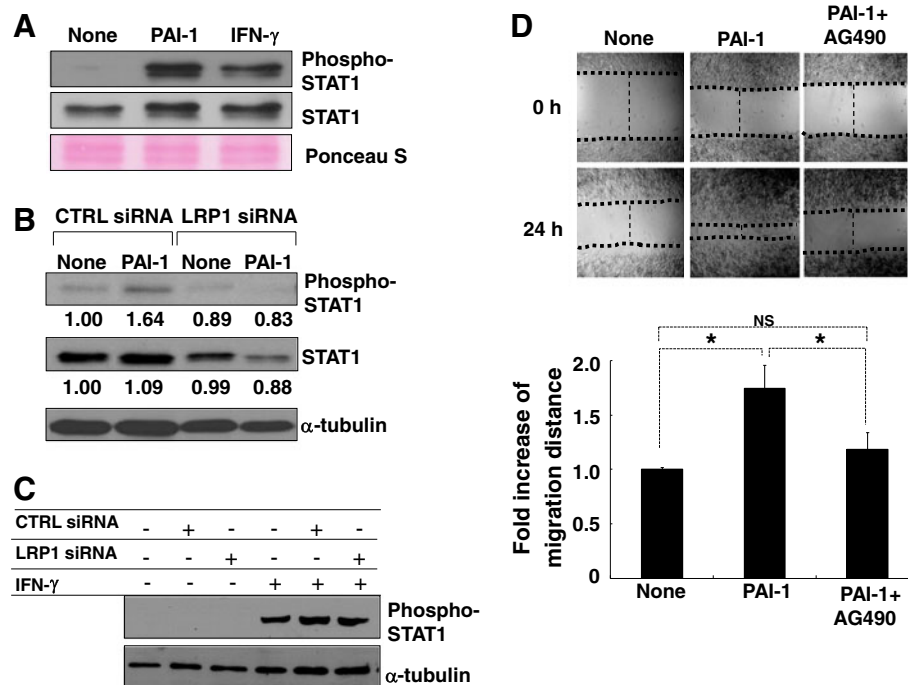 A
None PAI-1 IFN-γ
Phospho-
STAT1
STAT1
Ponceau S
B
CTRL siRNA LRP1 siRNA
None PAI-1 None PAI-1
Phospho-
STAT1
1.00 1.64 0.89 0.83
STAT1
1.00 1.09 0.99 0.88
α-tubulin
C
CTRL siRNA - + - - + -
LRP1 siRNA - - + - - +
IFN-γ - - - + + +
Phospho-
STAT1
α-tubulin
D
None PAI-1 PAI-1+
AG490
0 h
24 h
NS
* *
Fold increase of
migration distance
2.0
1.5
1.0
0.5
0
None PAI-1 PAI-1+
AG490